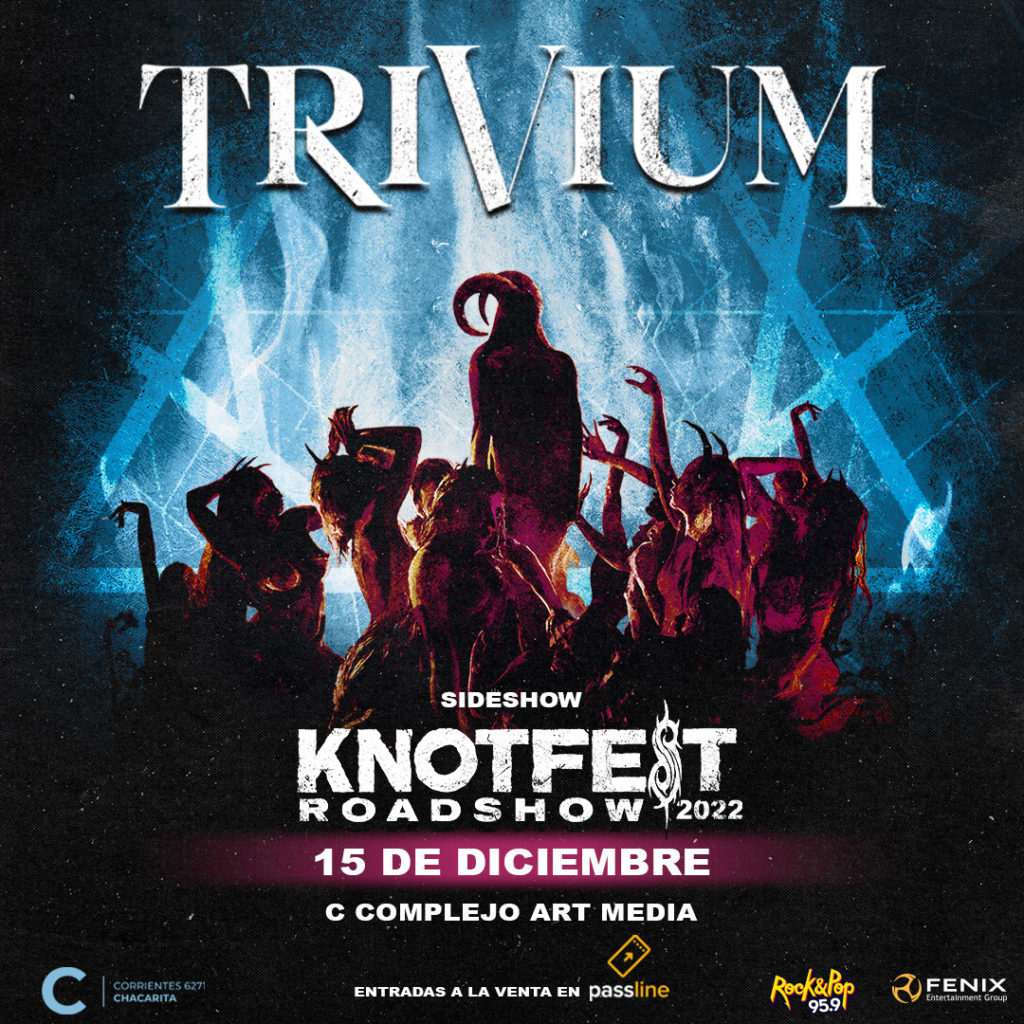 TRIVIUM
SIDESHOW
KNOTFEST
ROADSHOW 2022
15 DE DICIEMBRE
C COMPLEJO ART MEDIA
C
CORRIENTES 6271
CHACARITA
ENTRADAS A LA VENTA EN passline
Rock&Pop
95.9
FENIX
Entertainment Group